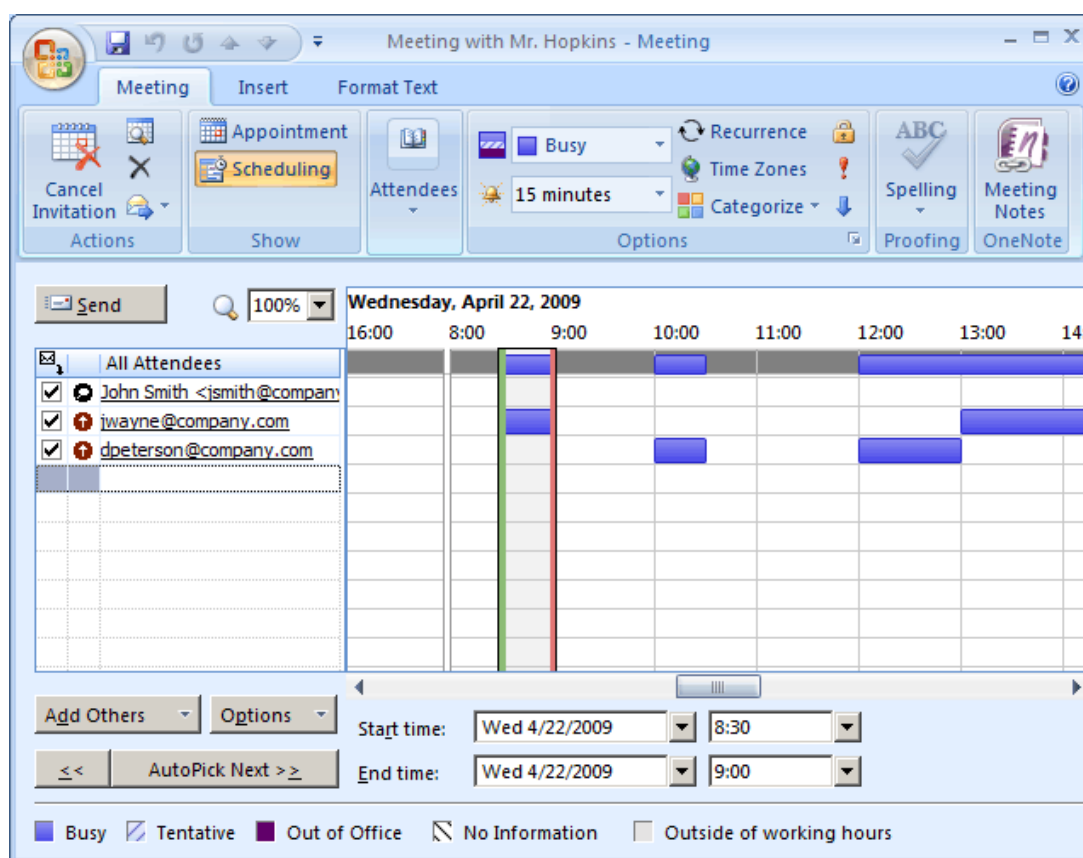 Meeting with Mr. Hopkins - Meeting
Meeting Insert Format Text
Appointment
Scheduling
Cancel
Invitation
Attendees
Busy
15 minutes
Recurrence
Time Zones
Categorize
ABC
Spelling
Meeting
Notes
Actions Show Options Proofing OneNote
Send 100% Wednesday, April 22, 2009
16:00 8:00 9:00 10:00 11:00 12:00 13:00 14
All Attendees
John Smith <jsmith@company
jwayne@company.com
dpeterson@company.com
Add Others Options
Start time: Wed 4/22/2009 8:30
<< AutoPick Next >>
End time: Wed 4/22/2009 9:00
Busy Tentative Out of Office No Information Outside of working hours